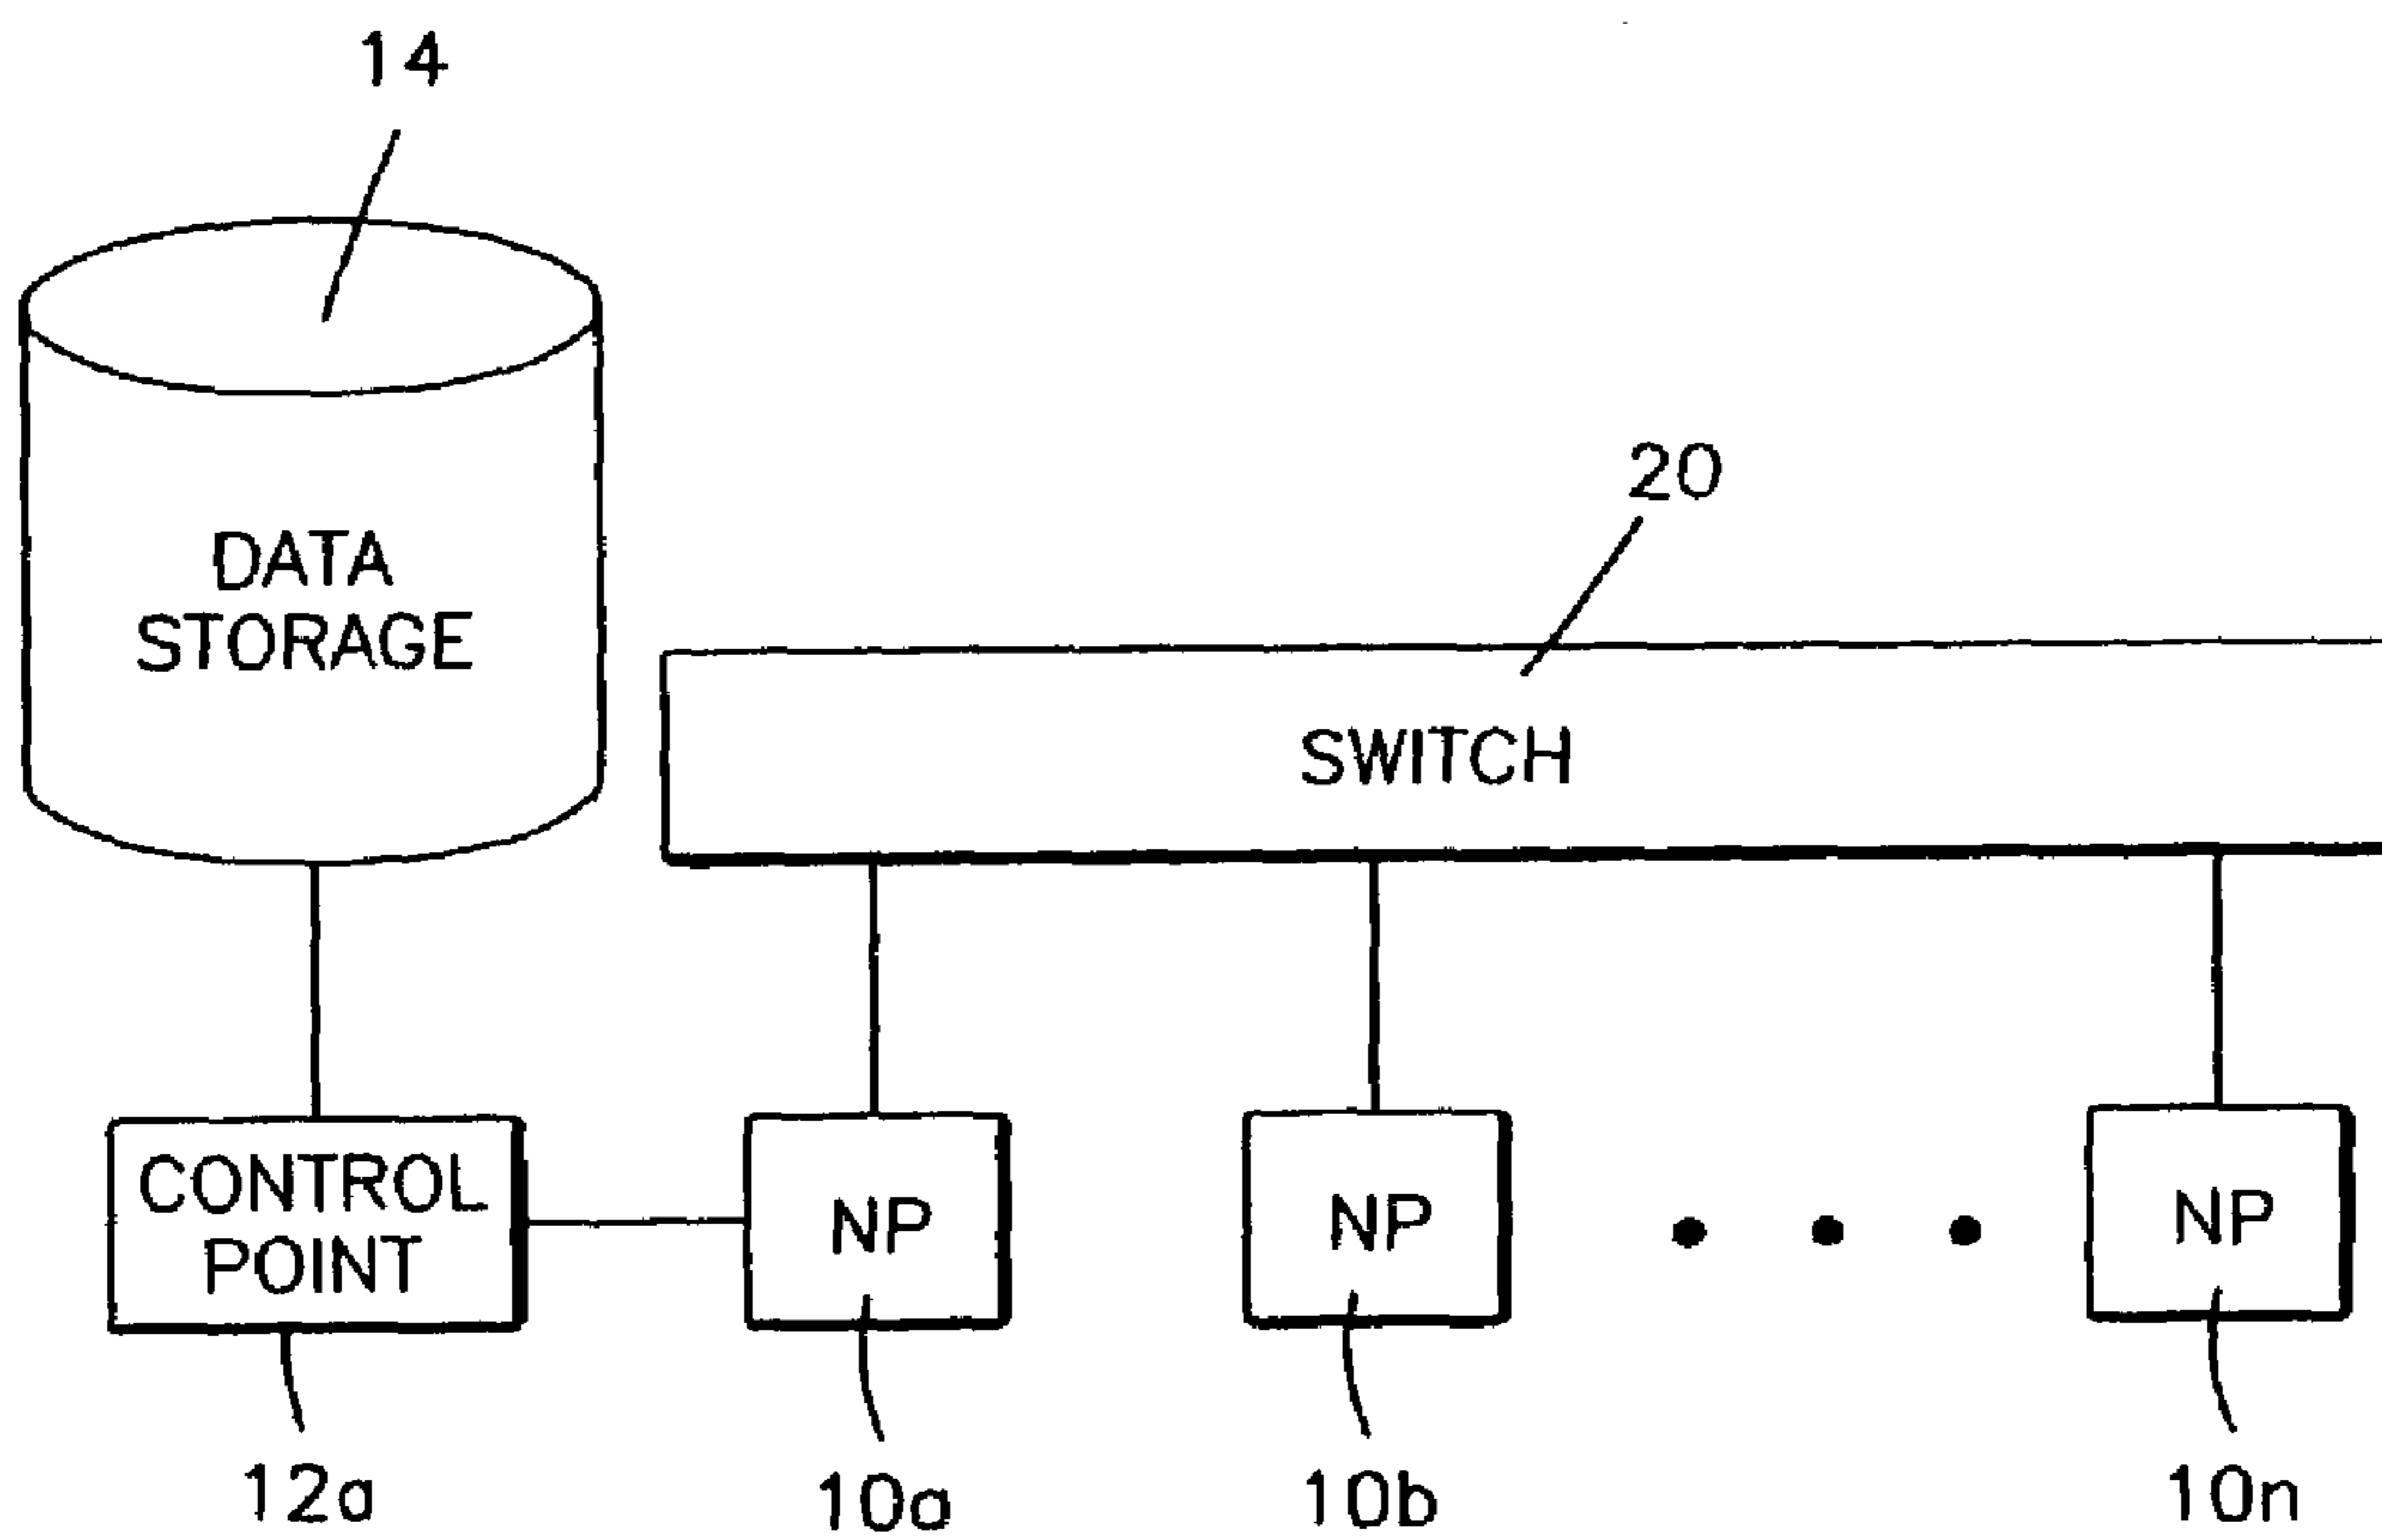 14
DATA
STORAGE
20
SWITCH
CONTROL
POINT
NP
NP
NP
12a
10a
10b
10n